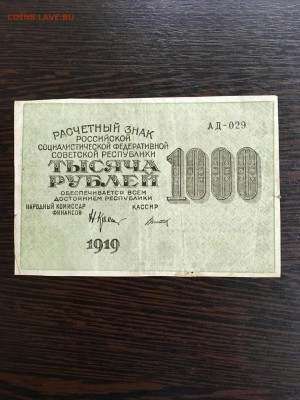 COINS.LAVE.RU
РАСЧЕТНЫЙ ЗНАК
РОССИЙСКОЙ
СОЦИАЛИСТИЧЕСКОЙ ФЕДЕРАТИВНОЙ
СОВЕТСКОЙ РЕСПУБЛИКИ
АД-029
ТЫСЯЧА
РУБЛЕЙ
1000
ОБЕСПЕЧИВАЕТСЯ ВСЕМ
ДОСТОЯНИЕМ РЕСПУБЛИКИ
НАРОДНЫЙ КОМИССАР
ФИНАНСОВ
КАССИР
1919